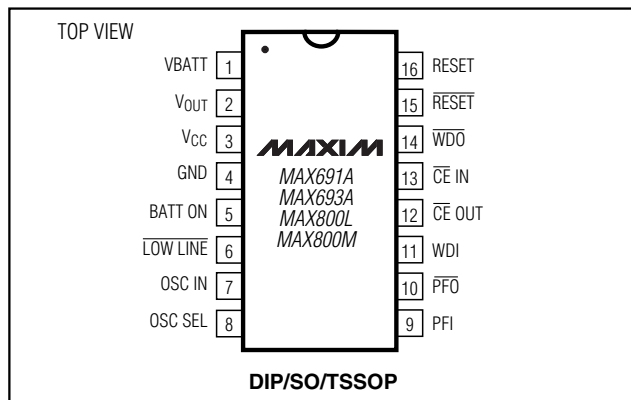 TOP VIEW
VBATT 1
VOUT 2
VCC 3
GND 4
BATT ON 5
LOW LINE 6
OSC IN 7
OSC SEL 8
MAXIM
MAX691A
MAX693A
MAX800L
MAX800M
16 RESET
15 RESET
14 WDO
13 CE IN
12 CE OUT
11 WDI
10 PFO
9 PFI
DIP/SO/TSSOP